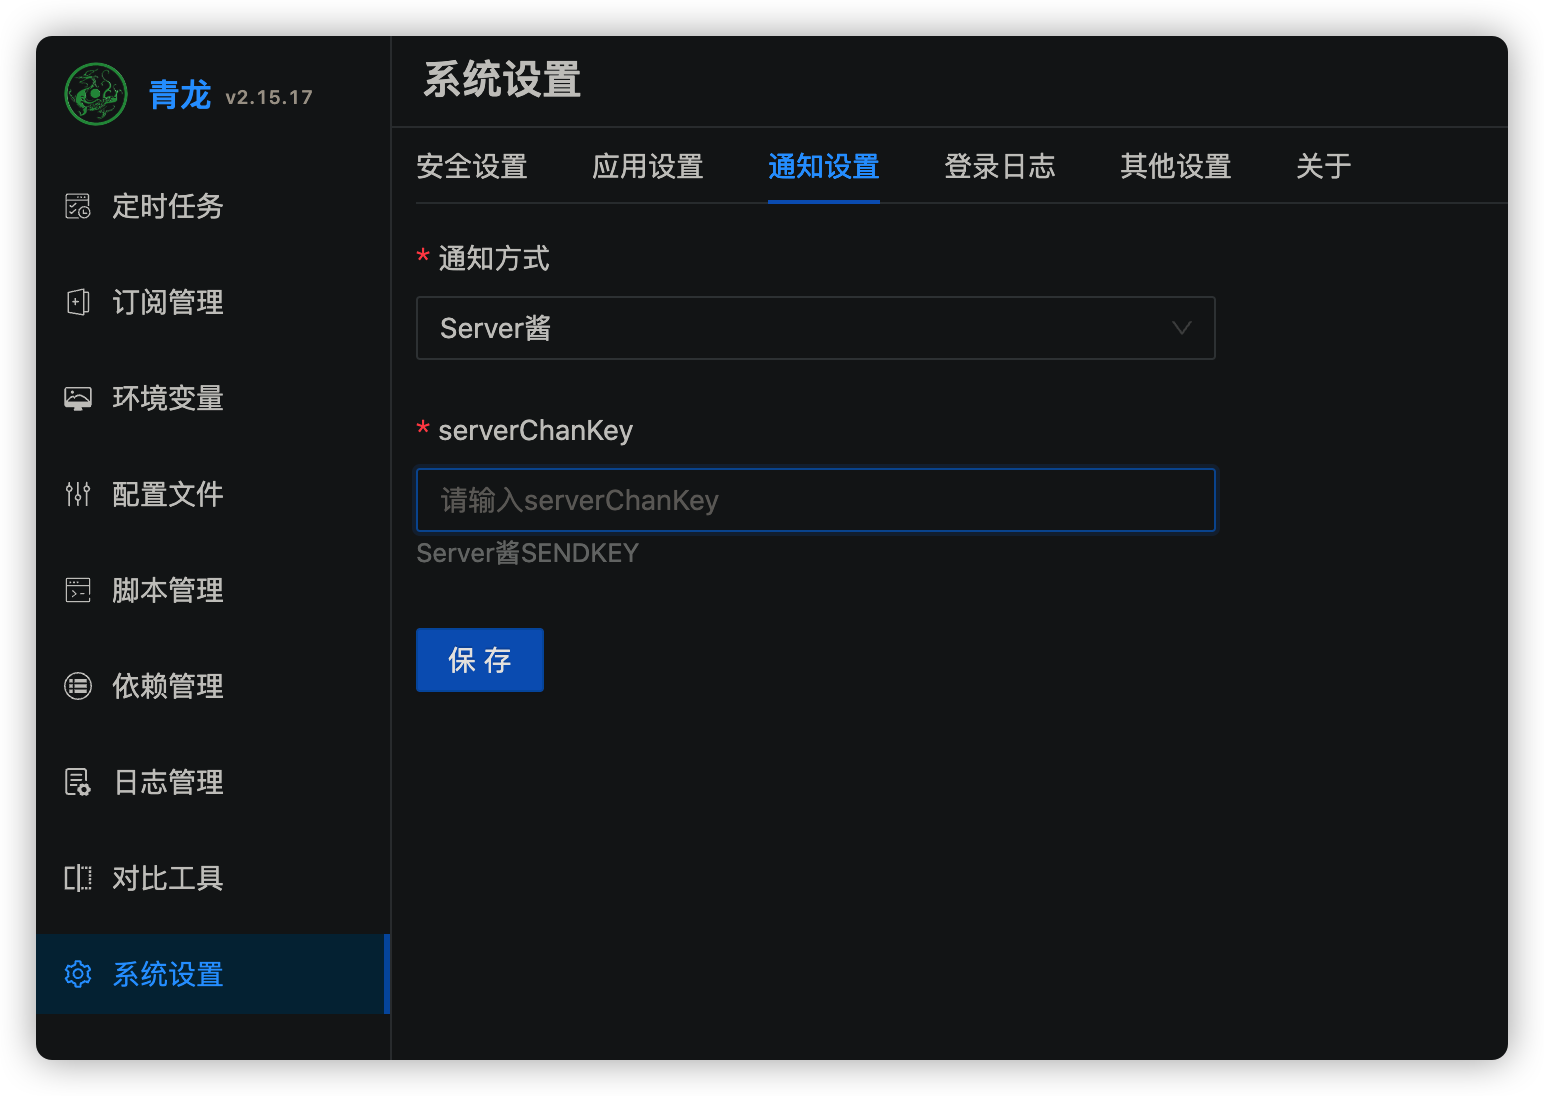 青龙 v2.15.17
定时任务
订阅管理
环境变量
配置文件
脚本管理
依赖管理
日志管理
对比工具
系统设置
系统设置
安全设置 应用设置 通知设置 登录日志 其他设置 关于
* 通知方式
Server酱
* serverChanKey
请输入serverChanKey
Server酱SENDKEY
保 存